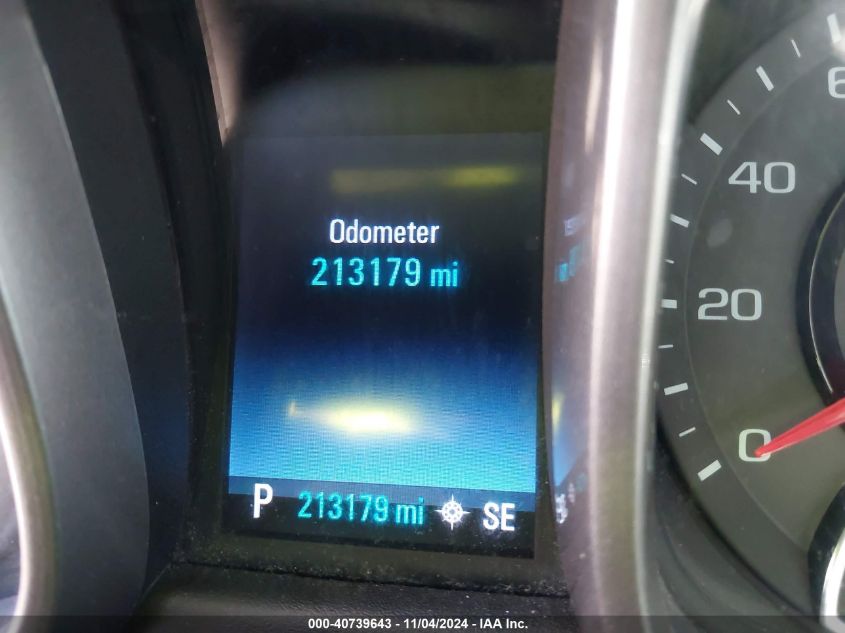 Odometer
213179 mi
P 213179 mi SE
40
20
0
000-40739643 - 11/04/2024 - IAA Inc.